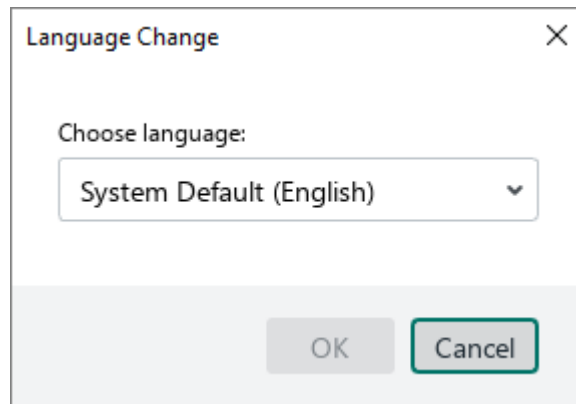 Language Change
Choose language:
System Default (English)
OK
Cancel